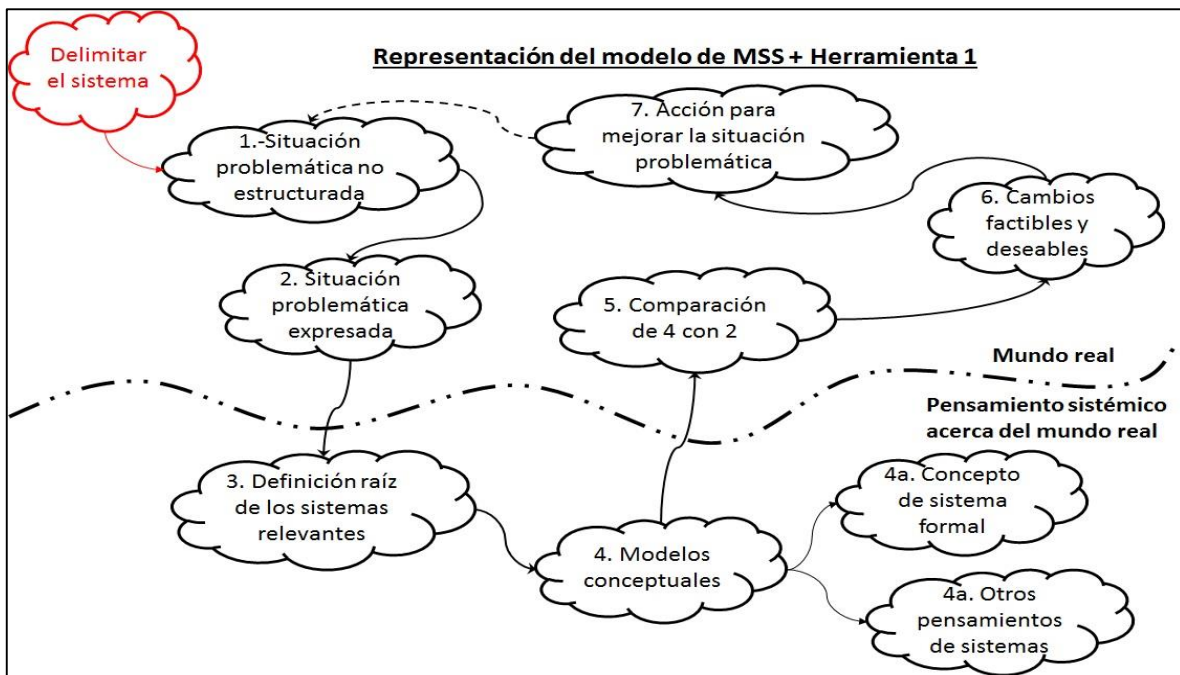 Delimitar
el sistema
Representación del modelo de MSS + Herramienta 1
1.-Situación
problemática no
estructurada
7. Acción para
mejorar la situación
problemática
6. Cambios
factibles y
deseables
2. Situación
problemática
expresada
5. Comparación
de 4 con 2
Mundo real
Pensamiento sistémico
acerca del mundo real
3. Definición raíz
de los sistemas
relevantes
4. Modelos
conceptuales
4a. Concepto
de sistema
formal
4a. Otros
pensamientos
de sistemas